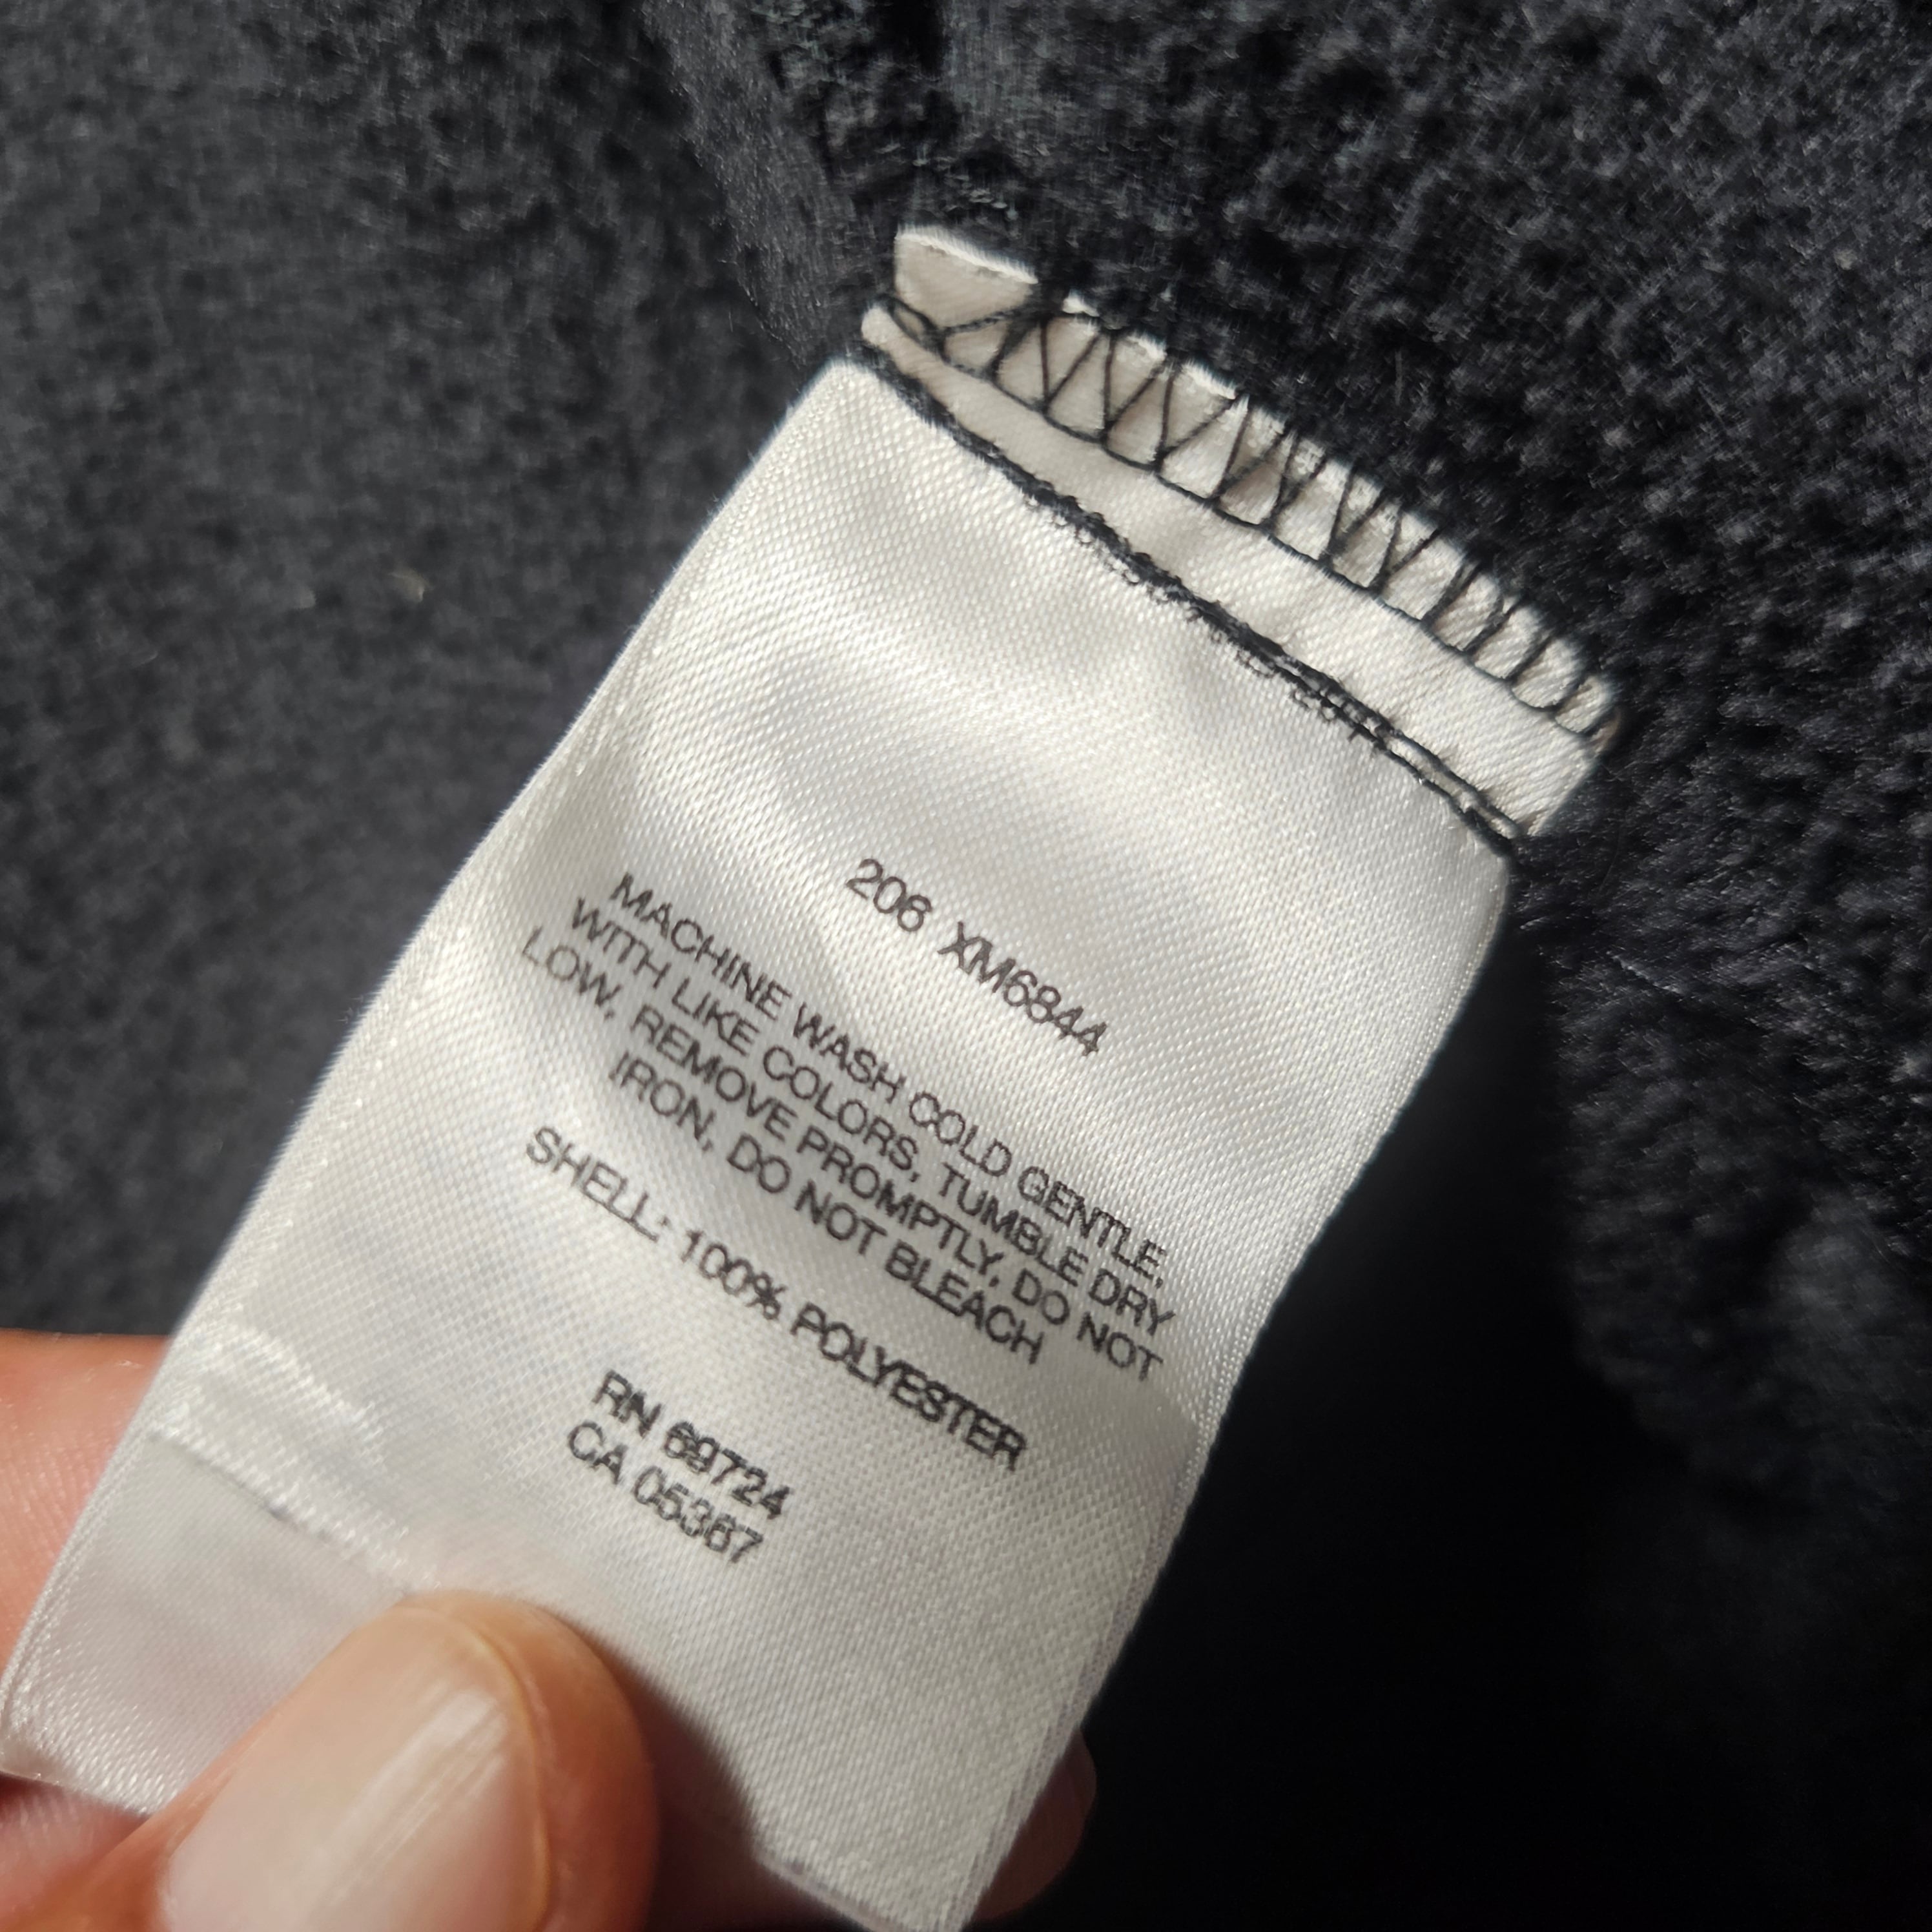 206 XM6844
MACHINE WASH COLD GENTLE,
WITH LIKE COLORS, TUMBLE DRY
LOW, REMOVE PROMPTLY, DO NOT
IRON, DO NOT BLEACH
SHELL: 100% POLYESTER
RN 69724
CA 05367